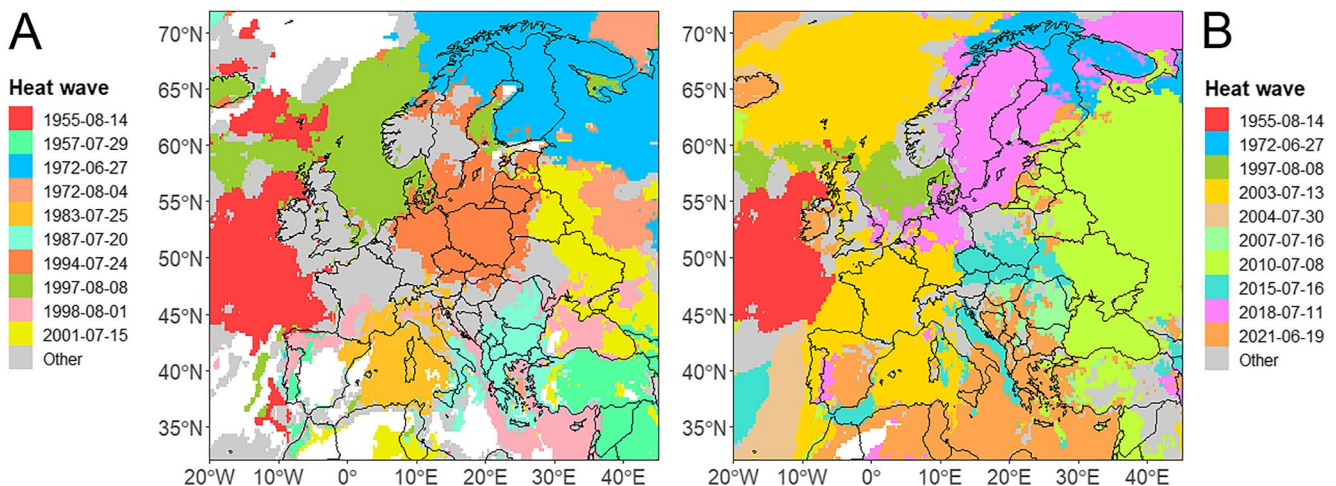 A
Heat wave
1955-08-14
1957-07-29
1972-06-27
1972-08-04
1983-07-25
1987-07-20
1994-07-24
1997-08-08
1998-08-01
2001-07-15
Other
70°N
65°N
60°N
55°N
50°N
45°N
40°N
35°N
20°W 10°W 0° 10°E 20°E 30°E 40°E
70°N
65°N
60°N
55°N
50°N
45°N
40°N
35°N
20°W 10°W 0° 10°E 20°E 30°E 40°E
B
Heat wave
1955-08-14
1972-06-27
1997-08-08
2003-07-13
2004-07-30
2007-07-16
2010-07-08
2015-07-16
2018-07-11
2021-06-19
Other